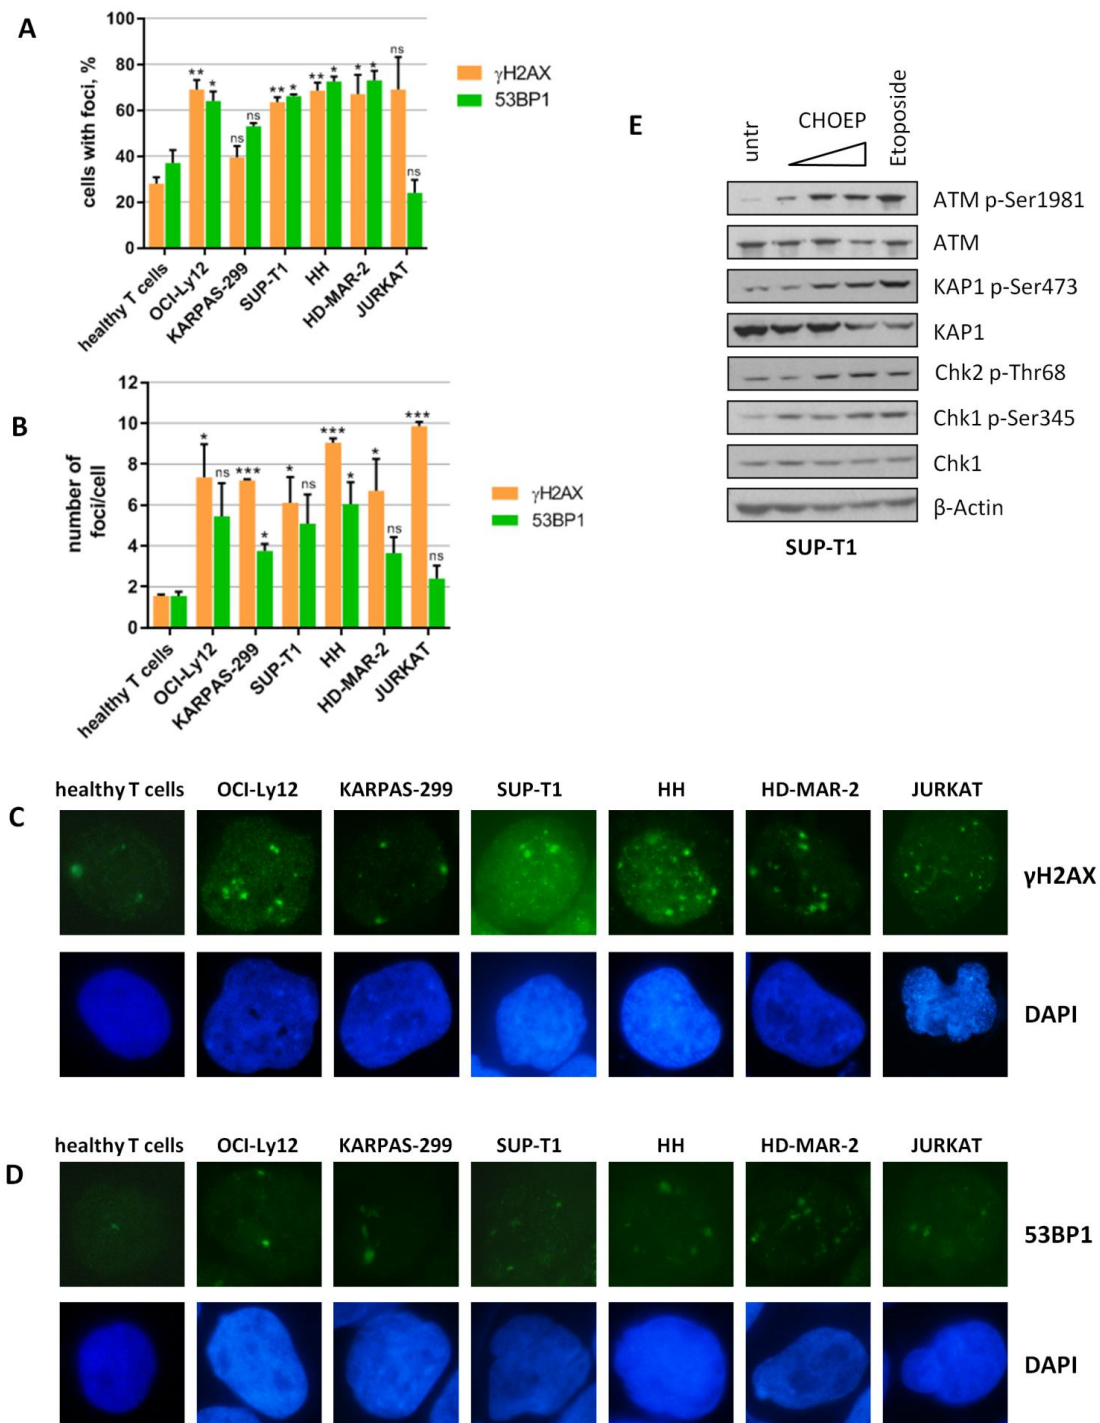 A
cells with foci, %
100
80
60
40
20
0
** * ns ns ** * ** * * * ns ns
γH2AX
53BP1
healthy T cells
OCI-Ly12
KARPAS-299
SUP-T1
HH
HD-MAR-2
JURKAT
B
number of
foci/cell
12
10
8
6
4
2
0
* ns *** * * ns *** * * ns *** ns
γH2AX
53BP1
healthy T cells
OCI-Ly12
KARPAS-299
SUP-T1
HH
HD-MAR-2
JURKAT
E
untr
CHOEP
Etoposide
ATM p-Ser1981
ATM
KAP1 p-Ser473
KAP1
Chk2 p-Thr68
Chk1 p-Ser345
Chk1
β-Actin
SUP-T1
C
healthy T cells OCI-Ly12 KARPAS-299 SUP-T1 HH HD-MAR-2 JURKAT
γH2AX
DAPI
D
healthy T cells OCI-Ly12 KARPAS-299 SUP-T1 HH HD-MAR-2 JURKAT
53BP1
DAPI